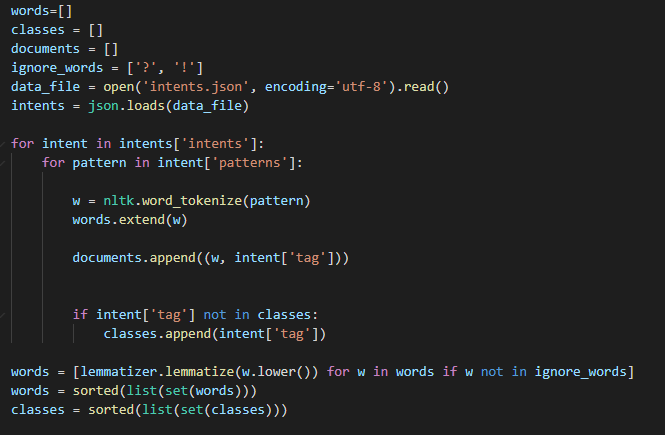 words=[]
classes = []
documents = []
ignore_words = ['?', '!']
data_file = open('intents.json', encoding='utf-8').read()
intents = json.loads(data_file)
for intent in intents['intents']:
    for pattern in intent['patterns']:
        w = nltk.word_tokenize(pattern)
        words.extend(w)
        documents.append((w, intent['tag']))
        if intent['tag'] not in classes:
            classes.append(intent['tag'])
words = [lemmatizer.lemmatize(w.lower()) for w in words if w not in ignore_words]
words = sorted(list(set(words)))
classes = sorted(list(set(classes)))